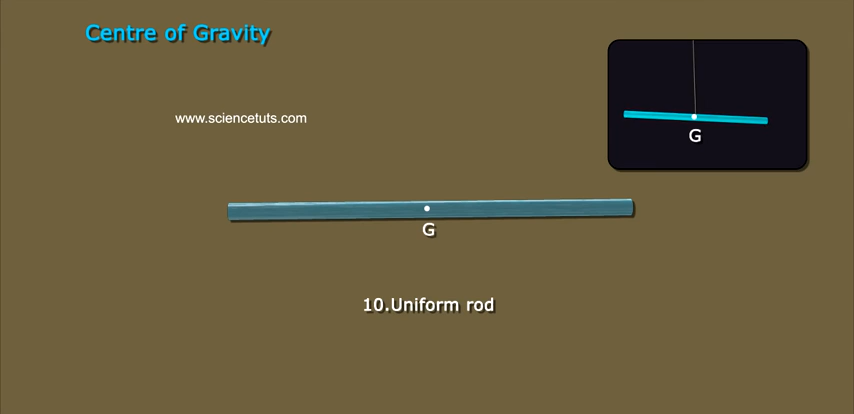 Centre of Gravity
www.sciencetuts.com
G
G
10.Uniform rod